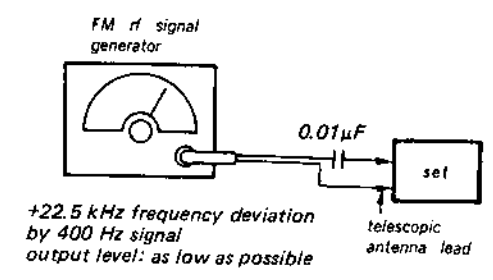 FM rf signal
generator
0.01µF
set
+22.5 kHz frequency deviation
by 400 Hz signal
output level: as low as possible
telescopic
antenna lead